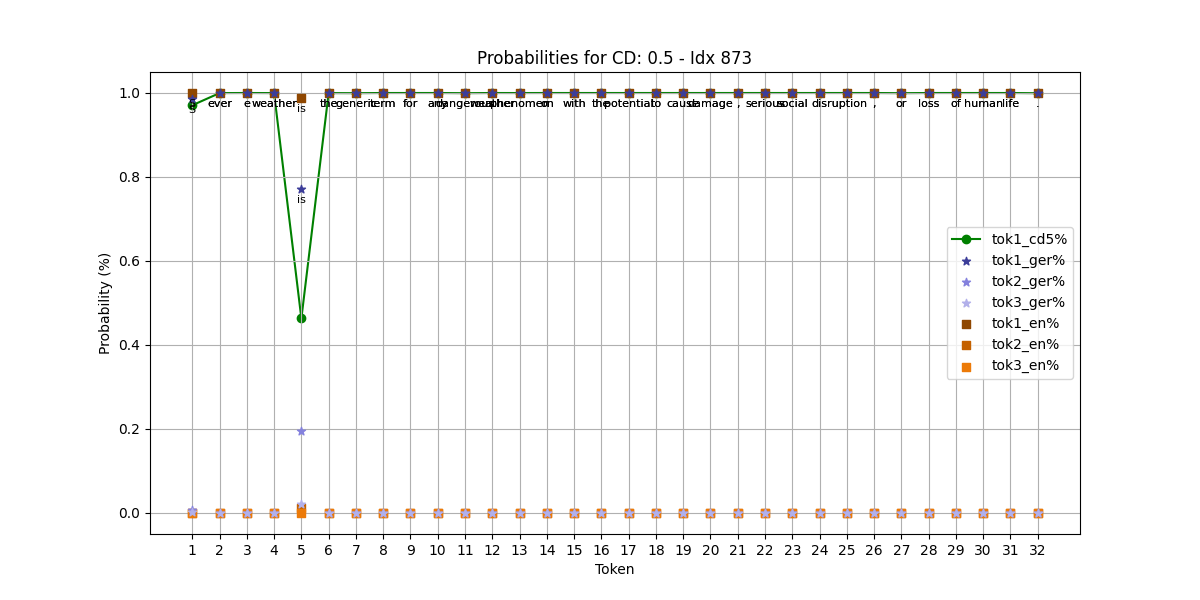 Probabilities for CD: 0.5 - Idx 873
Probability (%)
1.0
0.8
0.6
0.4
0.2
0.0
S ever e weather is the generic term for any dangerous weather phenomen on with the potential to cause damage , serious social disruption , or loss of human life .
is
tok1_cd5%
tok1_ger%
tok2_ger%
tok3_ger%
tok1_en%
tok2_en%
tok3_en%
1 2 3 4 5 6 7 8 9 10 11 12 13 14 15 16 17 18 19 20 21 22 23 24 25 26 27 28 29 30 31 32
Token